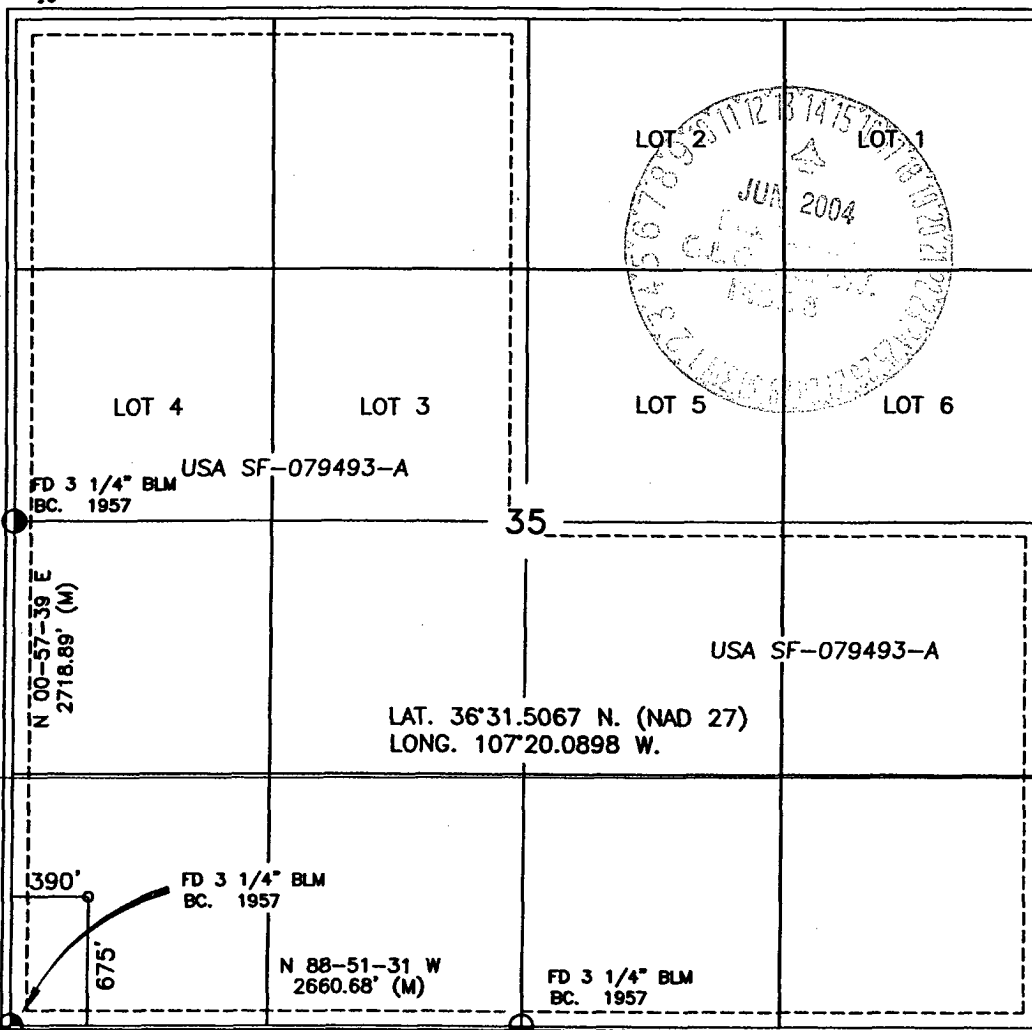 LOT 2
LOT 1
JUN 2004
LOT 4
LOT 3
LOT 5
LOT 6
USA SF-079493-A
FD 3 1/4" BLM
BC. 1957
35
N 00-57-39 E
2718.89' (M)
USA SF-079493-A
LAT. 36°31.5067 N. (NAD 27)
LONG. 107°20.0898 W.
390'
FD 3 1/4" BLM
BC. 1957
675'
N 88-51-31 W
2660.68' (M)
FD 3 1/4" BLM
BC. 1957